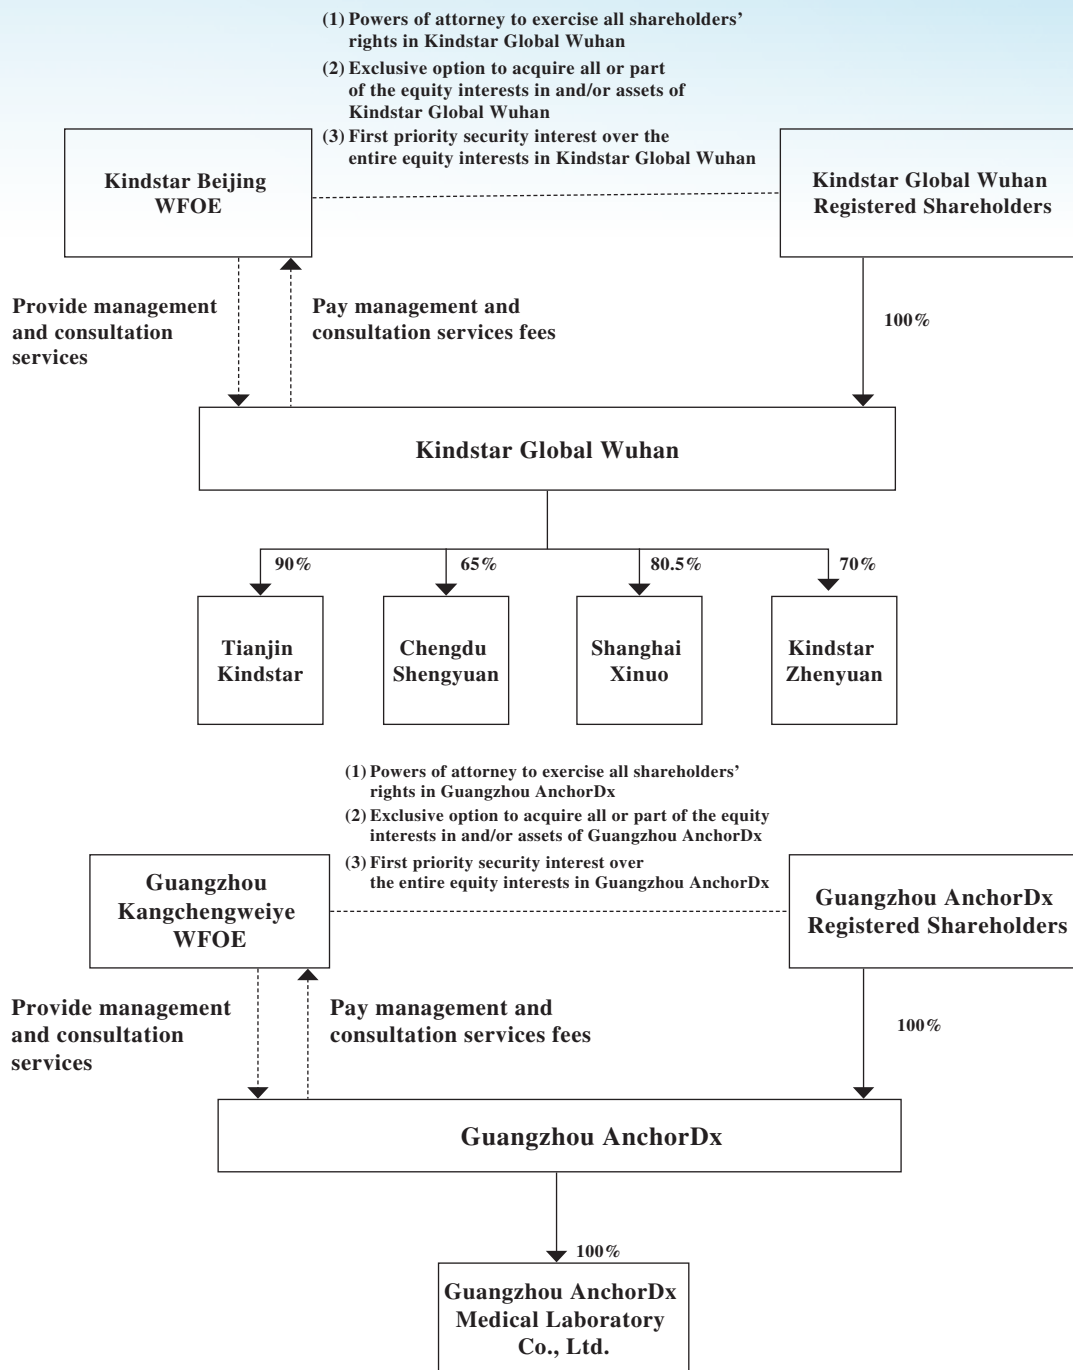 (1) Powers of attorney to exercise all shareholders’
rights in Kindstar Global Wuhan
(2) Exclusive option to acquire all or part
of the equity interests in and/or assets of
Kindstar Global Wuhan
(3) First priority security interest over the
entire equity interests in Kindstar Global Wuhan
Kindstar Beijing
WFOE
Kindstar Global Wuhan
Registered Shareholders
Provide management
and consultation
services
Pay management and
consultation services fees
100%
Kindstar Global Wuhan
90%
65%
80.5%
70%
Tianjin
Kindstar
Chengdu
Shengyuan
Shanghai
Xinuo
Kindstar
Zhenyuan
(1) Powers of attorney to exercise all shareholders’
rights in Guangzhou AnchorDx
(2) Exclusive option to acquire all or part of the equity
interests in and/or assets of Guangzhou AnchorDx
(3) First priority security interest over
the entire equity interests in Guangzhou AnchorDx
Guangzhou
Kangchengweiye
WFOE
Guangzhou AnchorDx
Registered Shareholders
Provide management
and consultation
services
Pay management and
consultation services fees
100%
Guangzhou AnchorDx
100%
Guangzhou AnchorDx
Medical Laboratory
Co., Ltd.